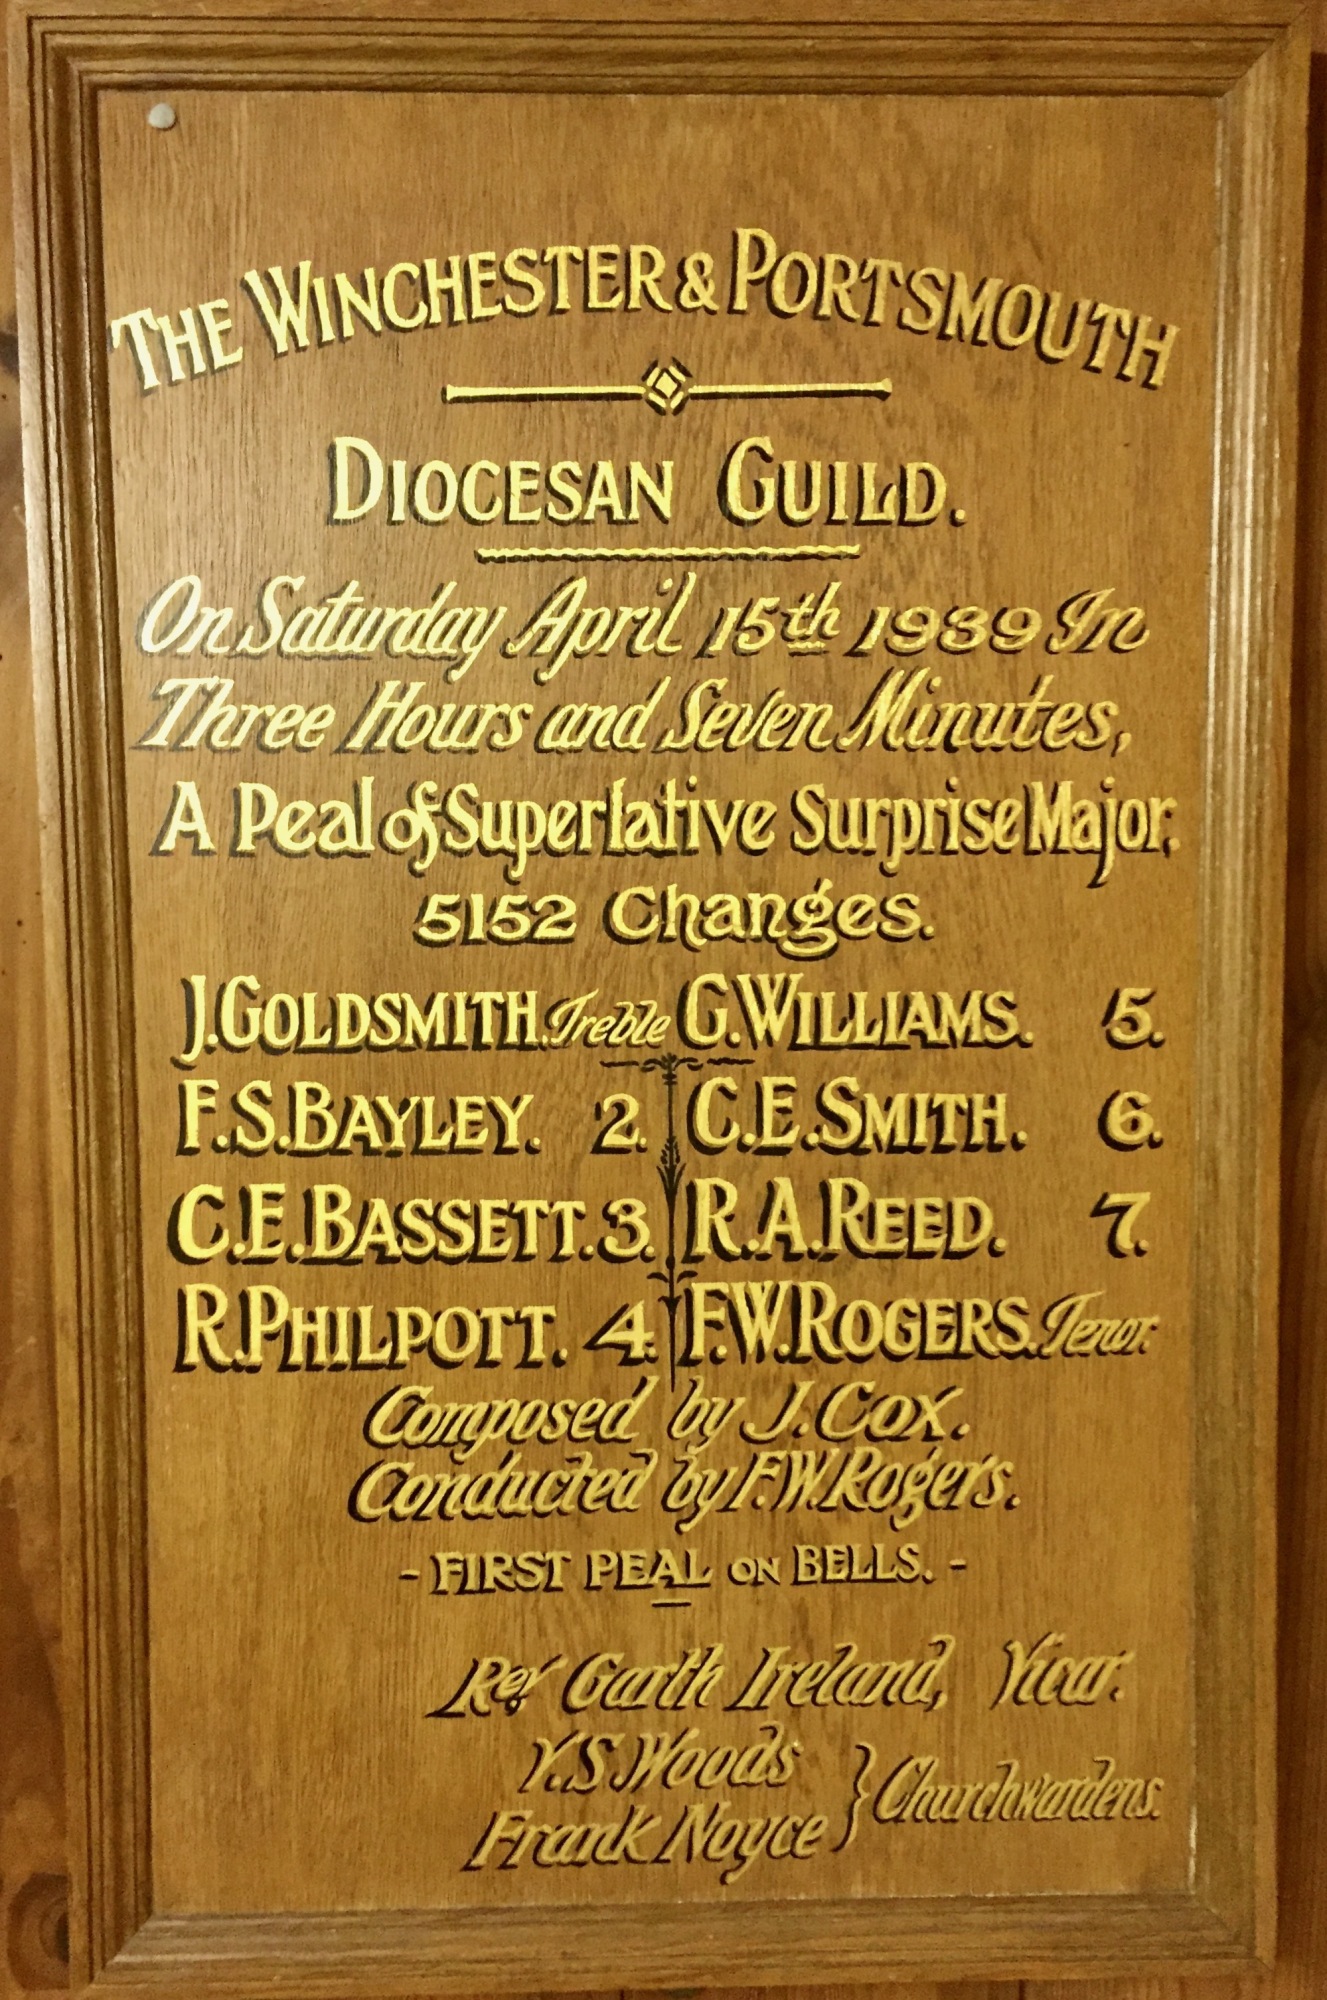 THE WINCHESTER & PORTSMOUTH
DIOCESAN GUILD.
On Saturday April 15th 1939 In
Three Hours and Seven Minutes,
A Peal of Superlative Surprise Major,
5152 Changes.
J. GOLDSMITH. Treble G. WILLIAMS. 5.
F.S. BAYLEY. 2. C.E. SMITH. 6.
C.E. BASSETT. 3. R.A. REED. 7.
R. PHILPOTT. 4. F.W. ROGERS. Tenor.
Composed by J. Cox.
Conducted by F.W. Rogers.
- FIRST PEAL ON BELLS. -
Rev Garth Ireland, Vicar.
Y.S Woods
Frank Noyce } Churchwardens.